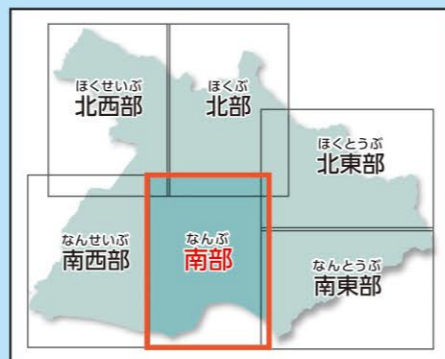 ほくせいぶ
北西部
ほくぶ
北部
ほくとうぶ
北東部
なんせいぶ
南西部
なんぶ
南部
なんとうぶ
南東部